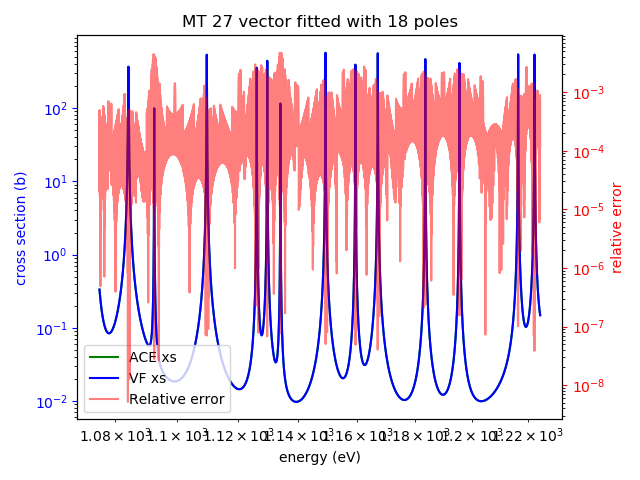 MT 27 vector fitted with 18 poles
cross section (b)
10²
10¹
10⁰
10⁻¹
10⁻²
relative error
10⁻³
10⁻⁴
10⁻⁵
10⁻⁶
10⁻⁷
10⁻⁸
ACE xs
VF xs
Relative error
1.08 × 10³ 1.1 × 10³ 1.12 × 10³ 1.14 × 10³ 1.16 × 10³ 1.18 × 10³ 1.2 × 10³ 1.22 × 10³
energy (eV)